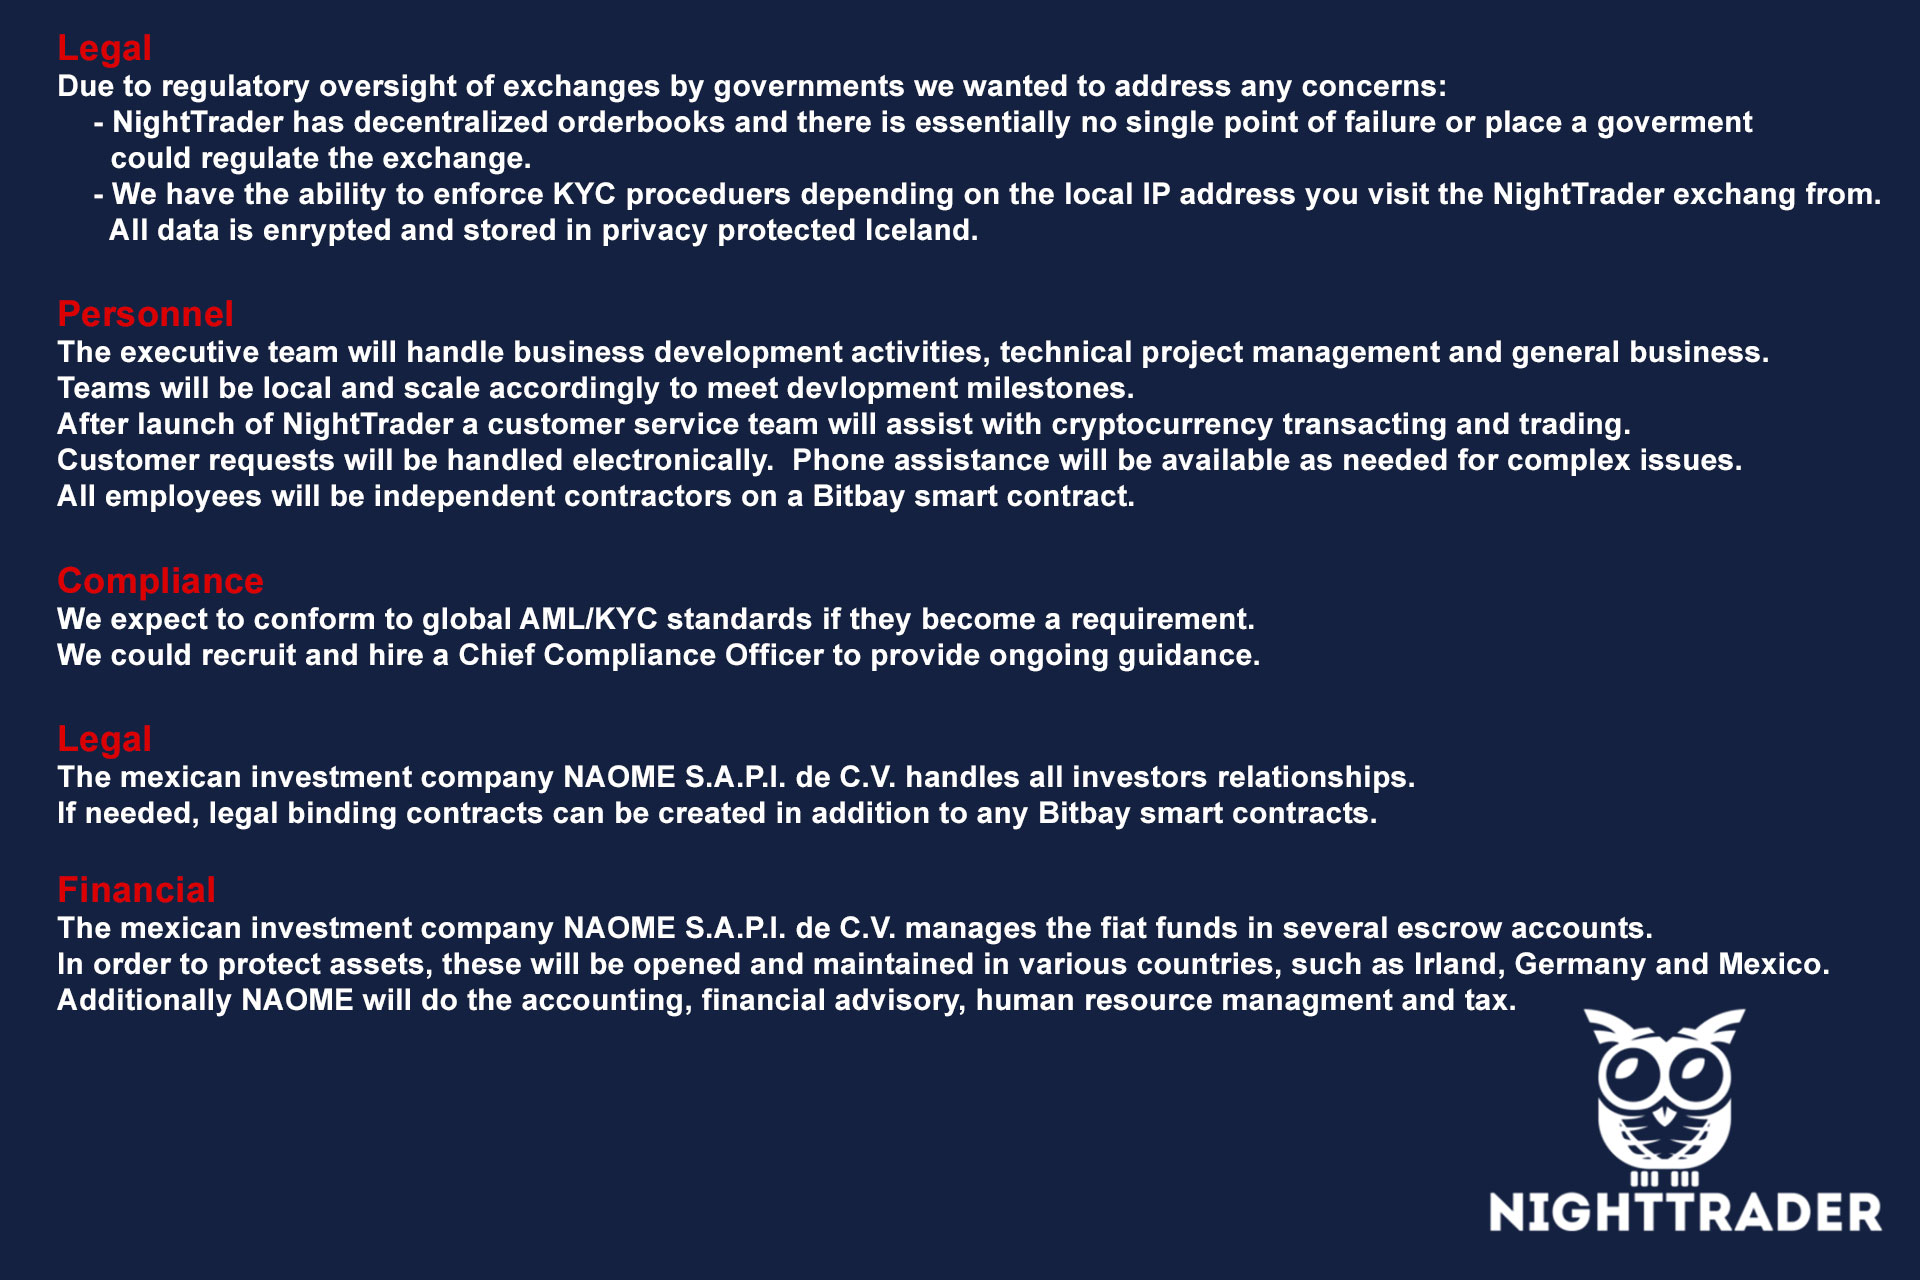 Legal
Due to regulatory oversight of exchanges by governments we wanted to address any concerns:
- NightTrader has decentralized orderbooks and there is essentially no single point of failure or place a goverment
could regulate the exchange.
- We have the ability to enforce KYC proceduers depending on the local IP address you visit the NightTrader exchang from.
All data is enrypted and stored in privacy protected Iceland.
Personnel
The executive team will handle business development activities, technical project management and general business.
Teams will be local and scale accordingly to meet devlopment milestones.
After launch of NightTrader a customer service team will assist with cryptocurrency transacting and trading.
Customer requests will be handled electronically.  Phone assistance will be available as needed for complex issues.
All employees will be independent contractors on a Bitbay smart contract.
Compliance
We expect to conform to global AML/KYC standards if they become a requirement.
We could recruit and hire a Chief Compliance Officer to provide ongoing guidance.
Legal
The mexican investment company NAOME S.A.P.I. de C.V. handles all investors relationships.
If needed, legal binding contracts can be created in addition to any Bitbay smart contracts.
Financial
The mexican investment company NAOME S.A.P.I. de C.V. manages the fiat funds in several escrow accounts.
In order to protect assets, these will be opened and maintained in various countries, such as Irland, Germany and Mexico.
Additionally NAOME will do the accounting, financial advisory, human resource managment and tax.
NIGHTTRADER